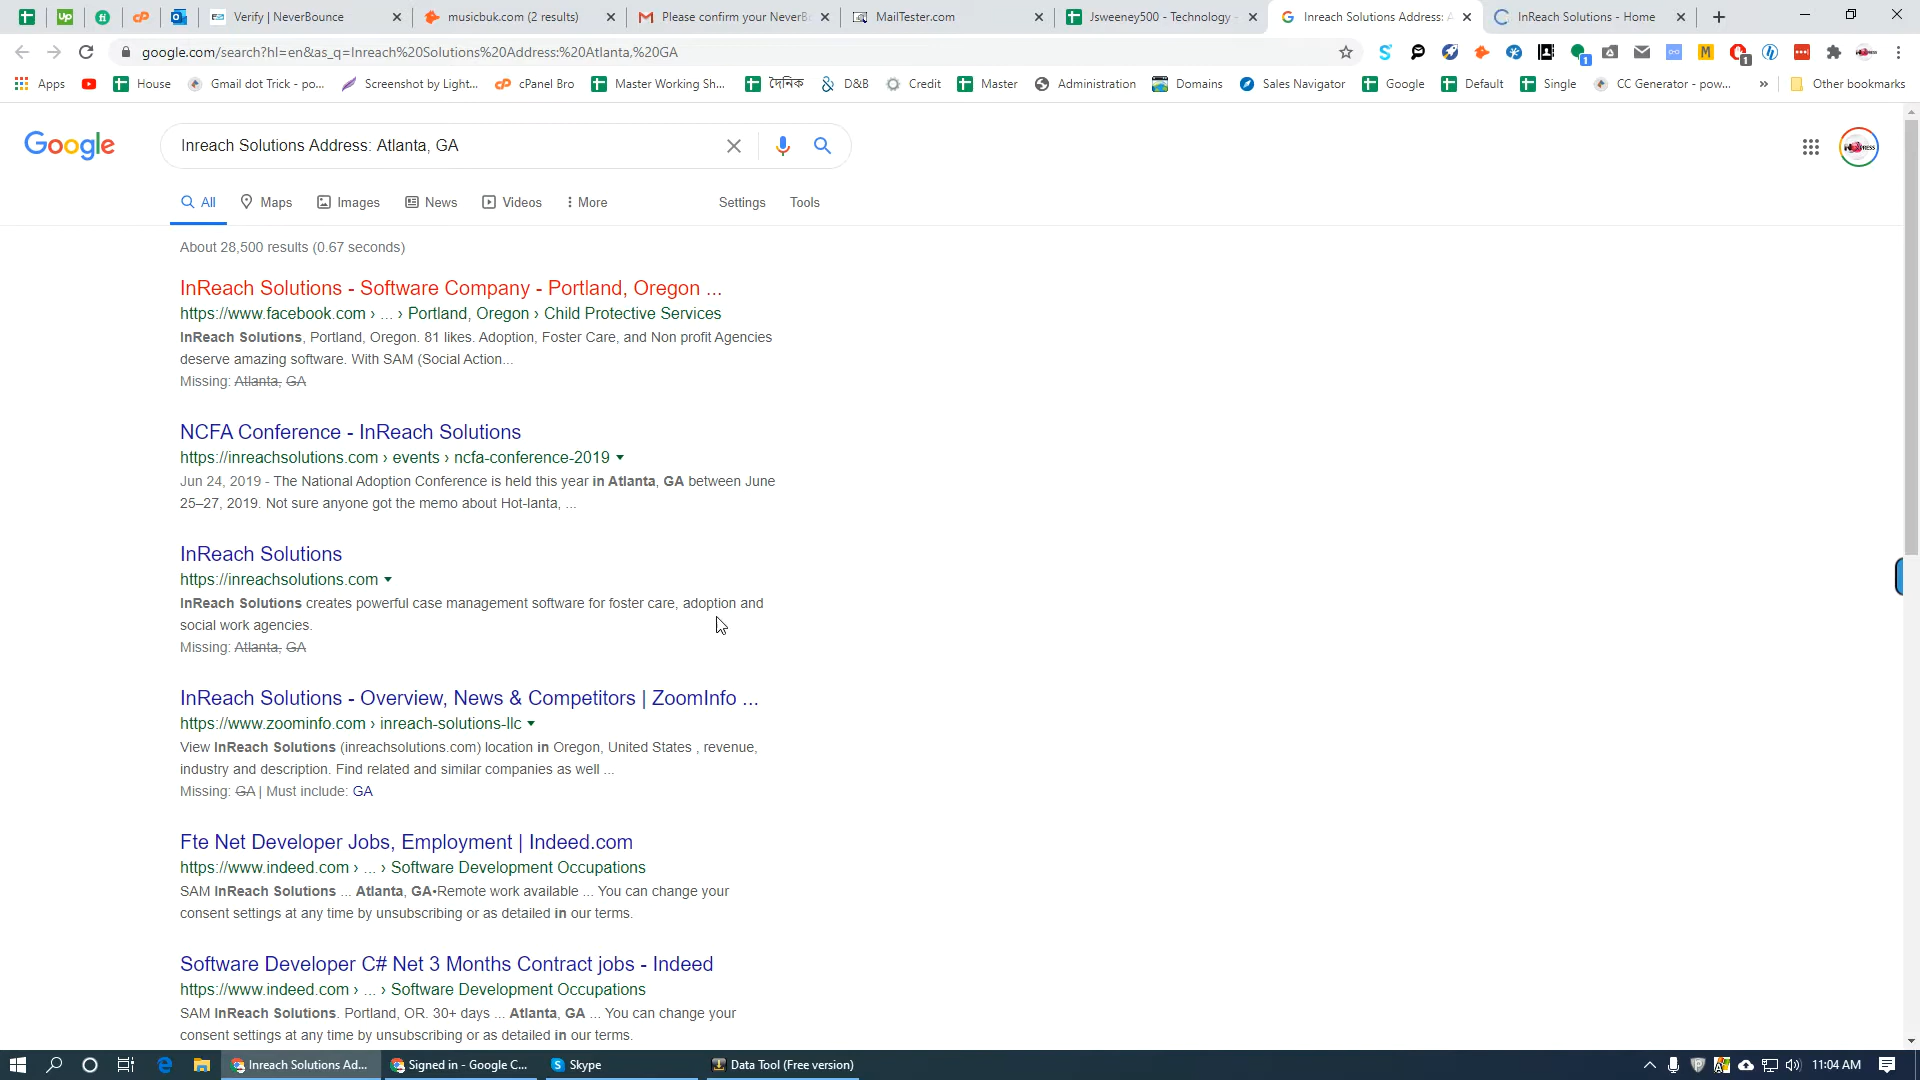 Verify | NeverBounce
musicbuk.com (2 results)
Please confirm your NeverB
MailTester.com
Jsweeney500 - Technology -
Inreach Solutions Address: A
InReach Solutions - Home
google.com/search?hl=en&as_q=Inreach%20Solutions%20Address:%20Atlanta,%20GA
Apps
House
Gmail dot Trick - po...
Screenshot by Light...
cPanel Bro
Master Working Sh...
দৈনিক
D&B
Credit
Master
Administration
Domains
Sales Navigator
Google
Default
Single
CC Generator - pow...
»
Other bookmarks
Google
Inreach Solutions Address: Atlanta, GA
All
Maps
Images
News
Videos
More
Settings
Tools
About 28,500 results (0.67 seconds)
InReach Solutions - Software Company - Portland, Oregon ...
https://www.facebook.com › ... › Portland, Oregon › Child Protective Services
InReach Solutions, Portland, Oregon. 81 likes. Adoption, Foster Care, and Non profit Agencies
deserve amazing software. With SAM (Social Action...
Missing: Atlanta, GA
NCFA Conference - InReach Solutions
https://inreachsolutions.com › events › ncfa-conference-2019
Jun 24, 2019 - The National Adoption Conference is held this year in Atlanta, GA between June
25–27, 2019. Not sure anyone got the memo about Hot-lanta, ...
InReach Solutions
https://inreachsolutions.com
InReach Solutions creates powerful case management software for foster care, adoption and
social work agencies.
Missing: Atlanta, GA
InReach Solutions - Overview, News & Competitors | ZoomInfo ...
https://www.zoominfo.com › inreach-solutions-llc
View InReach Solutions (inreachsolutions.com) location in Oregon, United States , revenue,
industry and description. Find related and similar companies as well ...
Missing: GA | Must include: GA
Fte Net Developer Jobs, Employment | Indeed.com
https://www.indeed.com › ... › Software Development Occupations
SAM InReach Solutions ... Atlanta, GA•Remote work available ... You can change your
consent settings at any time by unsubscribing or as detailed in our terms.
Software Developer C# Net 3 Months Contract jobs - Indeed
https://www.indeed.com › ... › Software Development Occupations
SAM InReach Solutions. Portland, OR. 30+ days ... Atlanta, GA ... You can change your
consent settings at any time by unsubscribing or as detailed in our terms.
Inreach Solutions Ad...
Signed in - Google C...
Skype
Data Tool (Free version)
11:04 AM